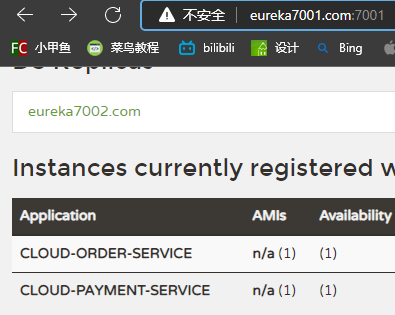 不安全 eureka7001.com:7001
小甲鱼 菜鸟教程 bilibili 设计 Bing
DS Replicas
eureka7002.com
Instances currently registered w
Application AMIs Availability
CLOUD-ORDER-SERVICE n/a (1) (1)
CLOUD-PAYMENT-SERVICE n/a (1) (1)